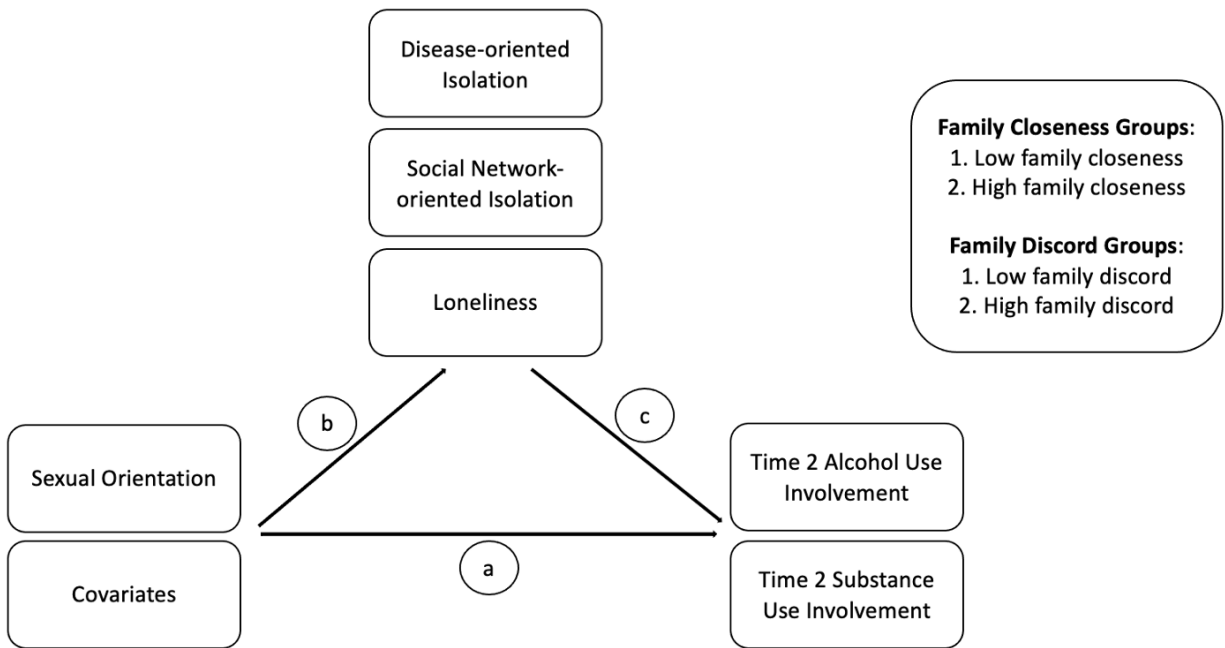 Disease-oriented
Isolation
Social Network-
oriented Isolation
Loneliness
Family Closeness Groups:
1. Low family closeness
2. High family closeness
Family Discord Groups:
1. Low family discord
2. High family discord
b
c
Sexual Orientation
Covariates
a
Time 2 Alcohol Use
Involvement
Time 2 Substance
Use Involvement